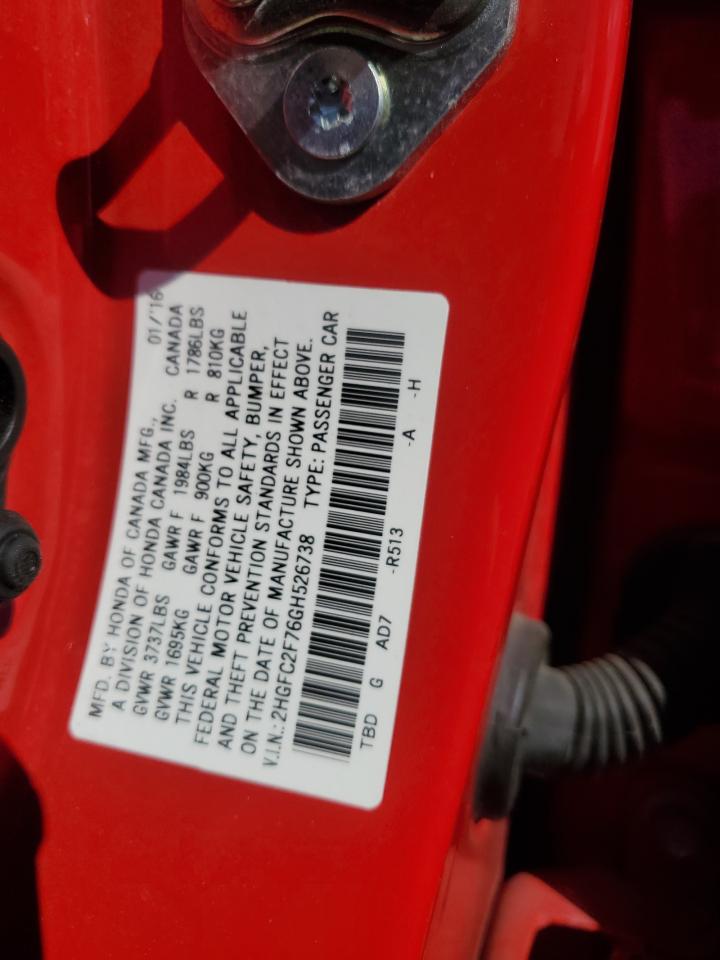 MFD. BY HONDA OF CANADA MFG., 01/'16
A DIVISION OF HONDA CANADA INC. CANADA
GVWR 3737LBS GAWR F 1984LBS R 1786LBS
GVWR 1695KG GAWR F 900KG R 810KG
THIS VEHICLE CONFORMS TO ALL APPLICABLE
FEDERAL MOTOR VEHICLE SAFETY, BUMPER,
AND THEFT PREVENTION STANDARDS IN EFFECT
ON THE DATE OF MANUFACTURE SHOWN ABOVE.
V.I.N.: 2HGFC2F76GH526738 TYPE: PASSENGER CAR
TBD G AD7 -R513 -A -H